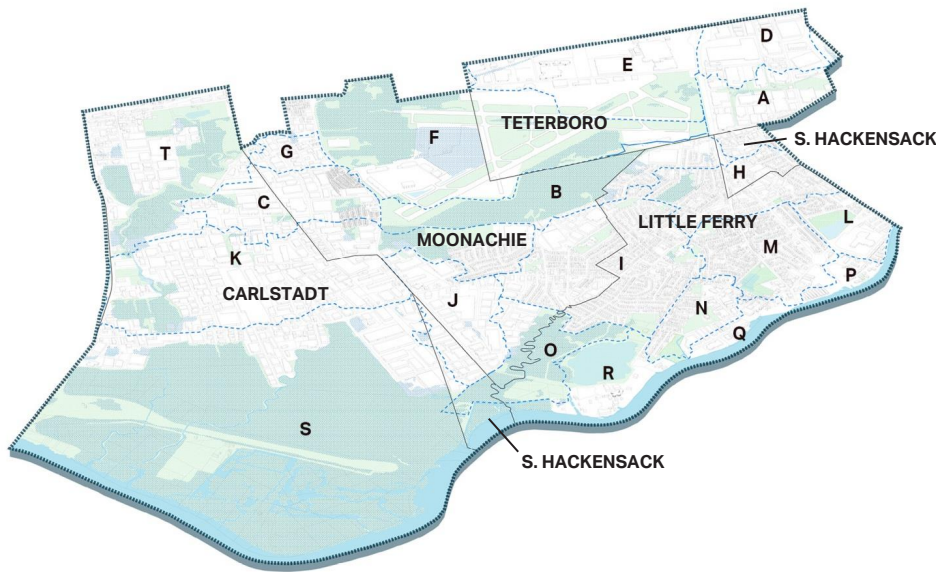 D
E
A
TETERBORO
F
S. HACKENSACK
T
G
H
B
C
L
LITTLE FERRY
MOONACHIE
M
K
I
P
CARLSTADT
J
N
Q
O
R
S
S. HACKENSACK